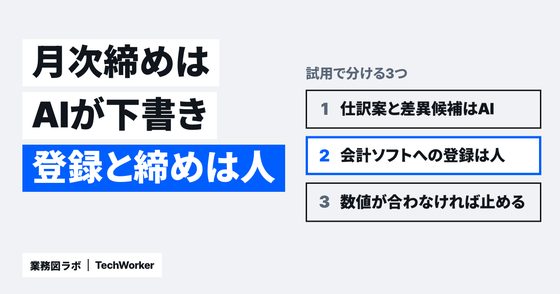 月次締めは
AIが下書き
登録と締めは人
試用で分ける3つ
1 仕訳案と差異候補はAI
2 会計ソフトへの登録は人
3 数値が合わなければ止める
業務図ラボ | TechWorker